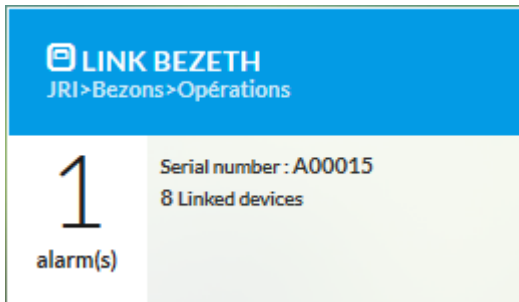 LINK BEZETH
JRI>Bezons>Opérations
1
alarm(s)
Serial number : A00015
8 Linked devices